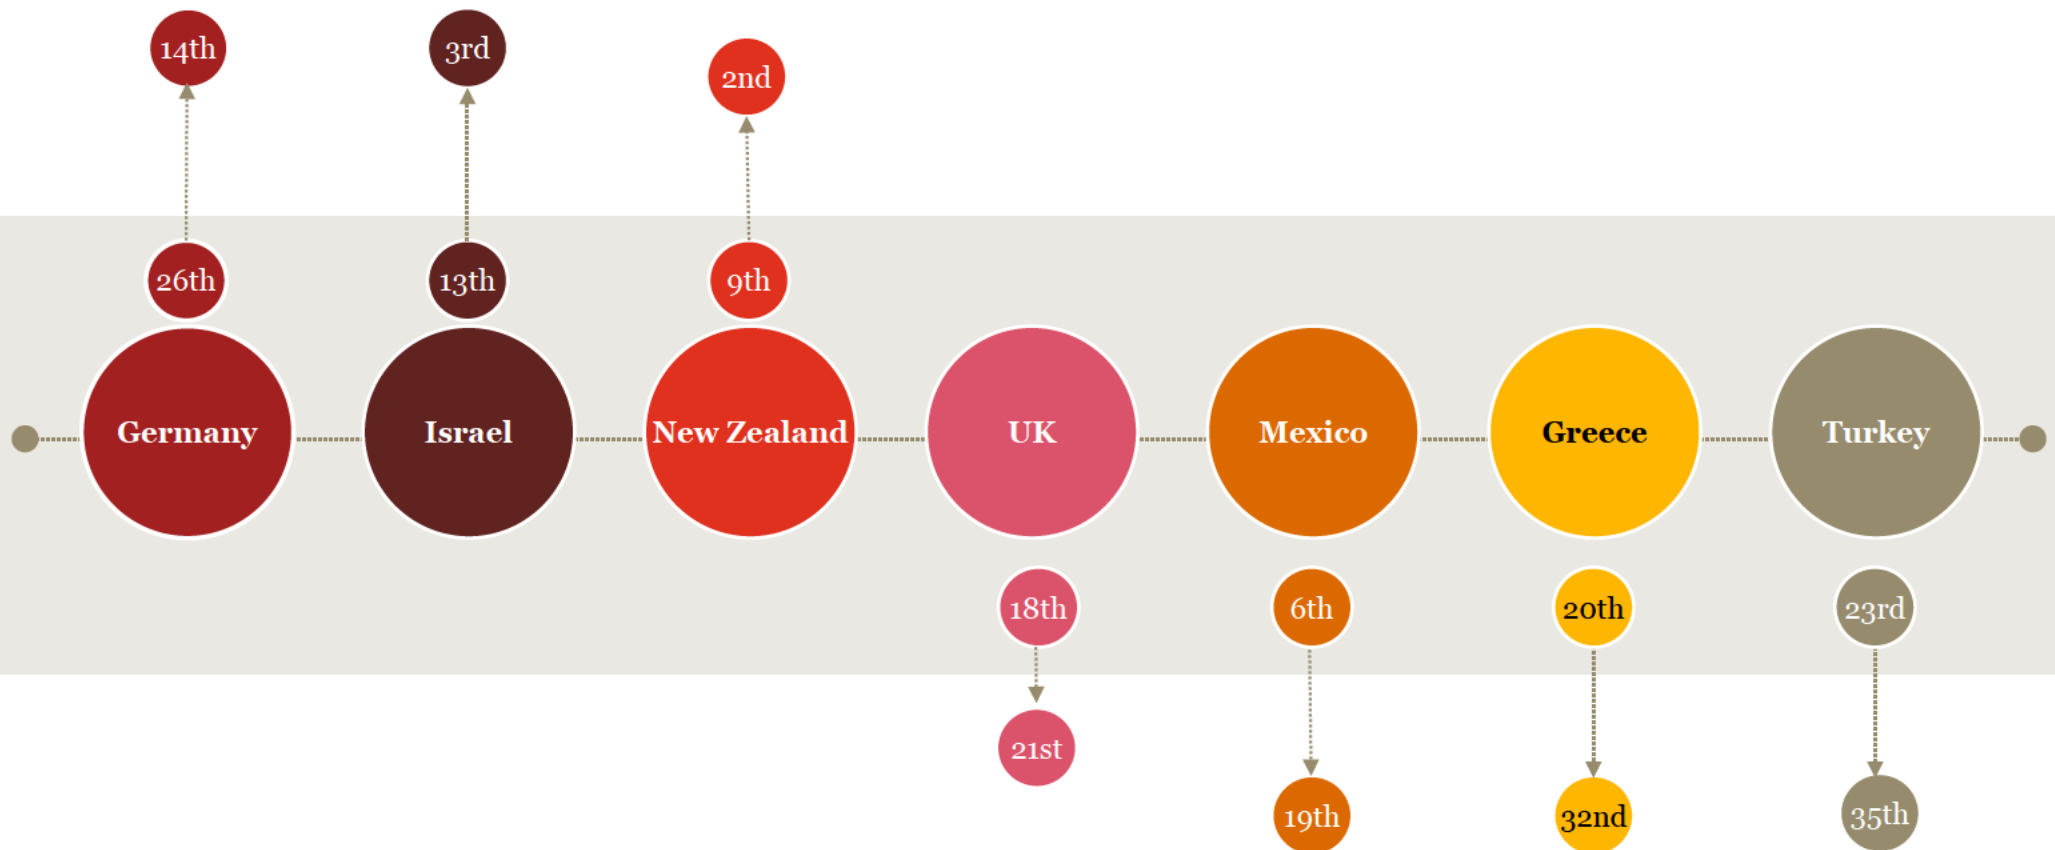 14th
3rd
2nd
26th
13th
9th
Germany
Israel
New Zealand
UK
Mexico
Greece
Turkey
18th
6th
20th
23rd
21st
19th
32nd
35th